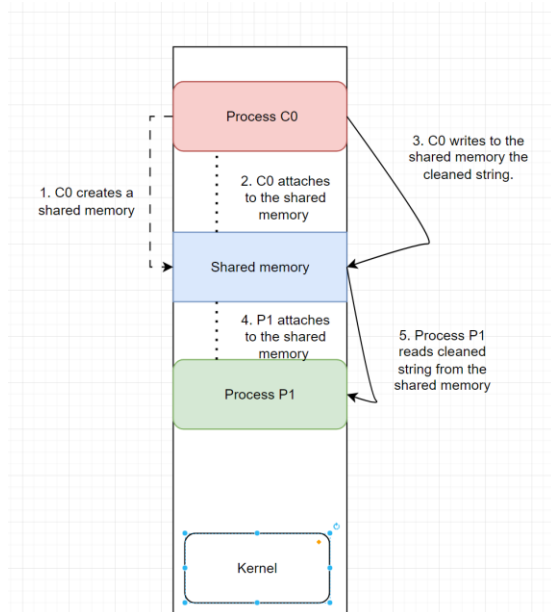 Process C0
3. C0 writes to the
shared memory the
cleaned string.
1. C0 creates a
shared memory
2. C0 attaches
to the shared
memory
Shared memory
4. P1 attaches
to the shared
memory
5. Process P1
reads cleaned
string from the
shared memory
Process P1
Kernel